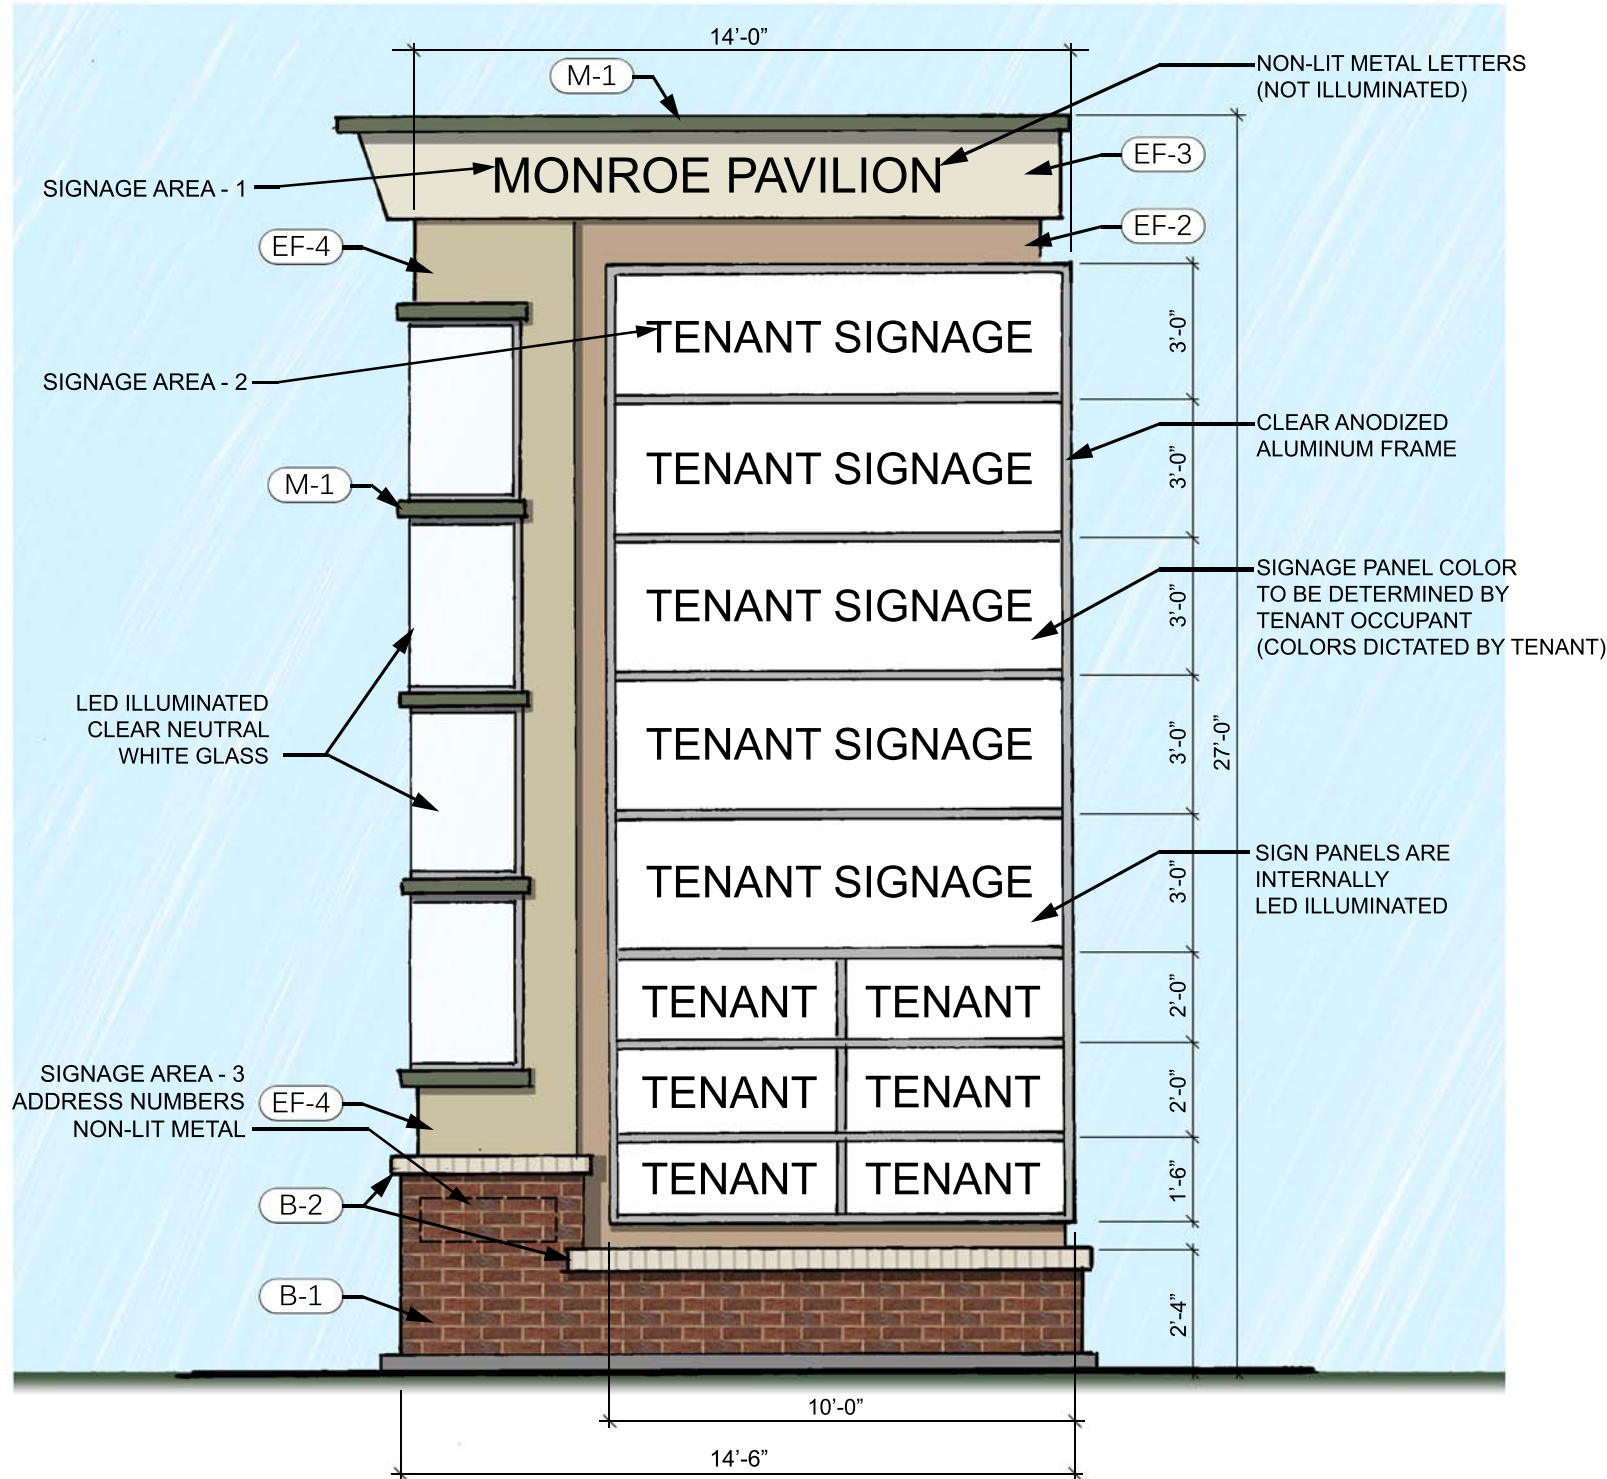 14’-0”
M-1
NON-LIT METAL LETTERS
(NOT ILLUMINATED)
EF-3
SIGNAGE AREA - 1
MONROE PAVILION
EF-2
EF-4
TENANT SIGNAGE
3’-0”
SIGNAGE AREA - 2
CLEAR ANODIZED
ALUMINUM FRAME
TENANT SIGNAGE
3’-0”
M-1
SIGNAGE PANEL COLOR
TO BE DETERMINED BY
TENANT OCCUPANT
(COLORS DICTATED BY TENANT)
TENANT SIGNAGE
3’-0”
LED ILLUMINATED
CLEAR NEUTRAL
WHITE GLASS
TENANT SIGNAGE
3’-0”
27’-0”
SIGN PANELS ARE
INTERNALLY
LED ILLUMINATED
TENANT SIGNAGE
3’-0”
TENANT TENANT
2’-0”
SIGNAGE AREA - 3
ADDRESS NUMBERS
NON-LIT METAL
EF-4
TENANT TENANT
2’-0”
TENANT TENANT
1’-6”
B-2
B-1
2’-4”
10’-0”
14’-6”